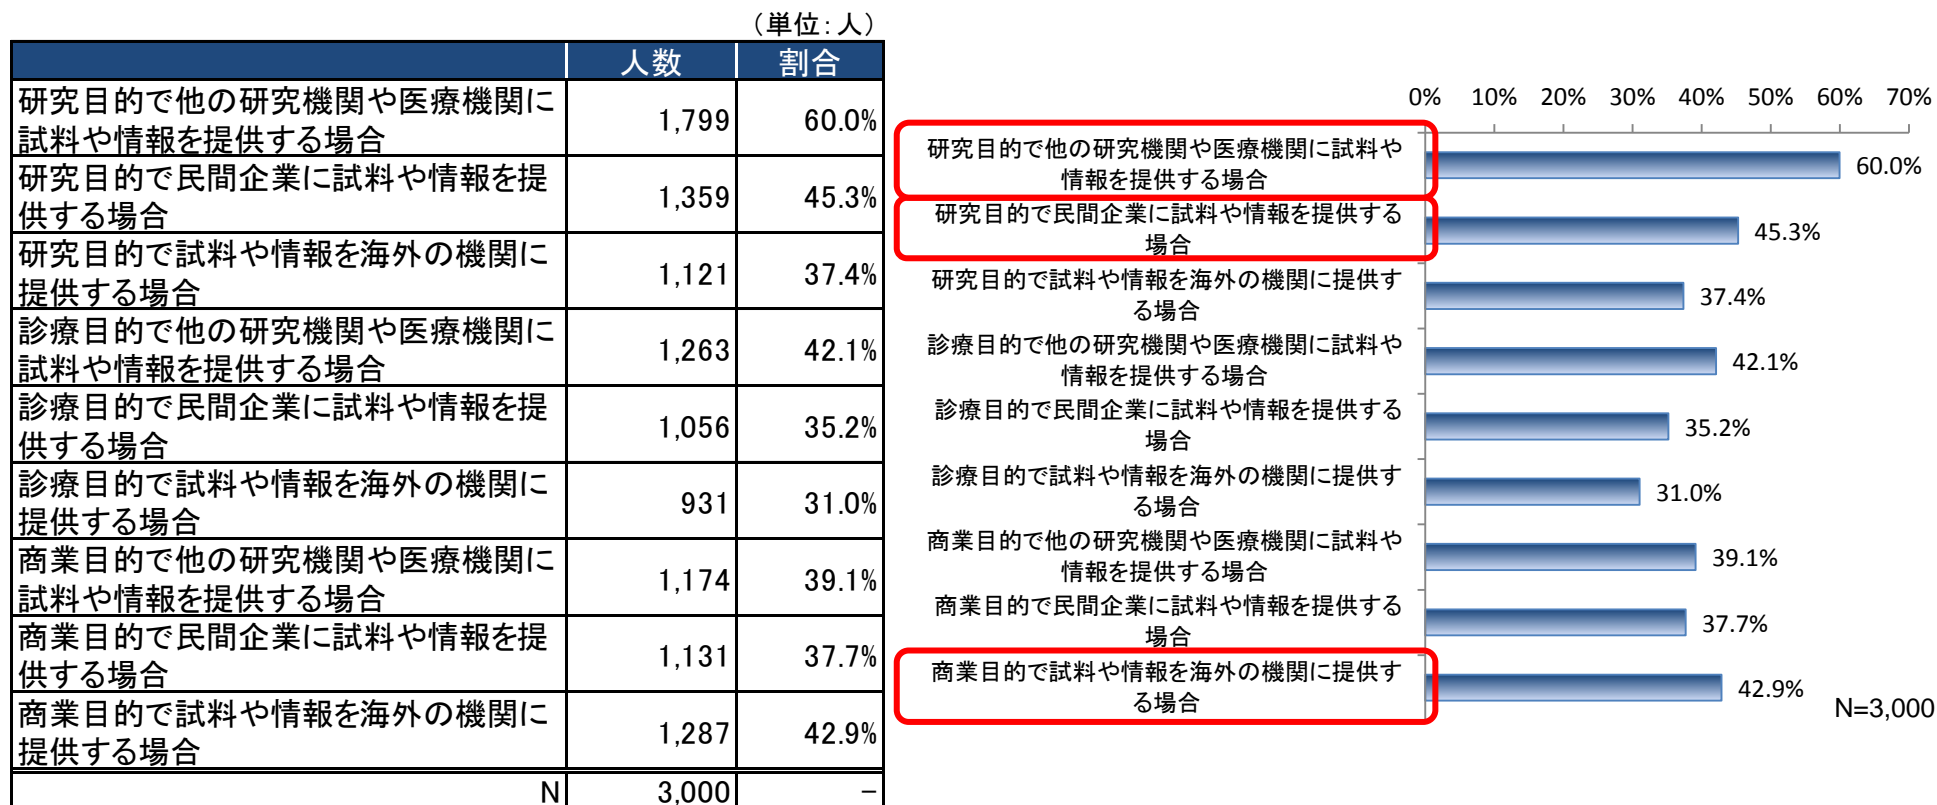 （単位：人）
人数 割合
研究目的で他の研究機関や医療機関に
試料や情報を提供する場合
1,799 60.0%
研究目的で民間企業に試料や情報を提
供する場合
1,359 45.3%
研究目的で試料や情報を海外の機関に
提供する場合
1,121 37.4%
診療目的で他の研究機関や医療機関に
試料や情報を提供する場合
1,263 42.1%
診療目的で民間企業に試料や情報を提
供する場合
1,056 35.2%
診療目的で試料や情報を海外の機関に
提供する場合
931 31.0%
商業目的で他の研究機関や医療機関に
試料や情報を提供する場合
1,174 39.1%
商業目的で民間企業に試料や情報を提
供する場合
1,131 37.7%
商業目的で試料や情報を海外の機関に
提供する場合
1,287 42.9%
N 3,000 －
0% 10% 20% 30% 40% 50% 60% 70%
研究目的で他の研究機関や医療機関に試料や
情報を提供する場合
60.0%
研究目的で民間企業に試料や情報を提供する
場合
45.3%
研究目的で試料や情報を海外の機関に提供す
る場合
37.4%
診療目的で他の研究機関や医療機関に試料や
情報を提供する場合
42.1%
診療目的で民間企業に試料や情報を提供する
場合
35.2%
診療目的で試料や情報を海外の機関に提供す
る場合
31.0%
商業目的で他の研究機関や医療機関に試料や
情報を提供する場合
39.1%
商業目的で民間企業に試料や情報を提供する
場合
37.7%
商業目的で試料や情報を海外の機関に提供す
る場合
42.9%
N=3,000